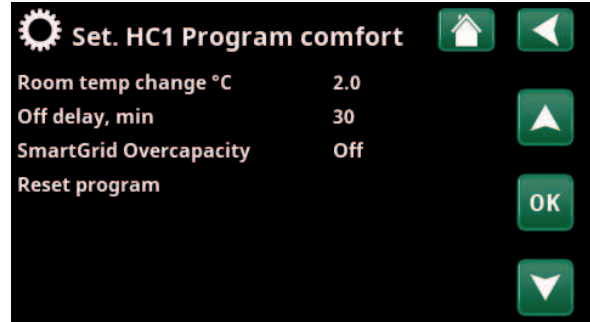 Set. HC1 Program comfort
Room temp change °C 2.0
Off delay, min 30
SmartGrid Overcapacity Off
Reset program
OK